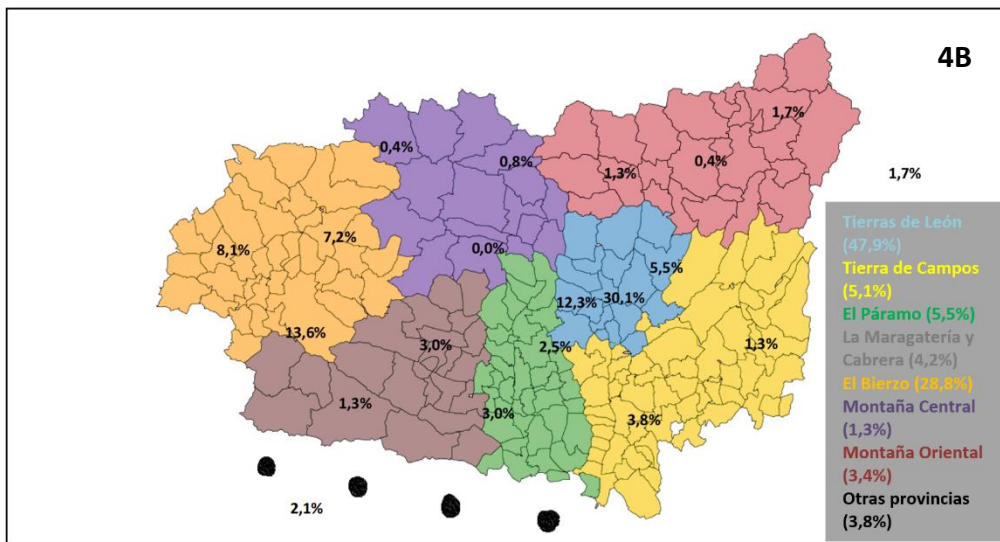 4B
1,7%
0,4%
0,8%
0,4%
1,3%
1,7%
8,1%
7,2%
0,0%
5,5%
12,3%
30,1%
13,6%
3,0%
2,5%
1,3%
1,3%
3,0%
3,8%
2,1%
Tierras de León
(47,9%)
Tierra de Campos
(5,1%)
El Páramo (5,5%)
La Maragatería y
Cabrera (4,2%)
El Bierzo (28,8%)
Montaña Central
(1,3%)
Montaña Oriental
(3,4%)
Otras provincias
(3,8%)